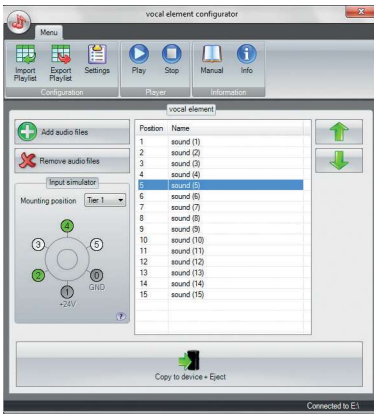 vocal element configurator
Menu
Import Playlist
Export Playlist
Settings
Play
Stop
Manual
Info
Configuration
Player
Information
vocal element
Add audio files
Remove audio files
Input simulator
Mounting position
Tier 1
4
3
5
2
0
1
GND
+24V
?
Position Name
1 sound (1)
2 sound (2)
3 sound (3)
4 sound (4)
5 sound (5)
6 sound (6)
7 sound (7)
8 sound (8)
9 sound (9)
10 sound (10)
11 sound (11)
12 sound (12)
13 sound (13)
14 sound (14)
15 sound (15)
Copy to device + Eject
Connected to E:\